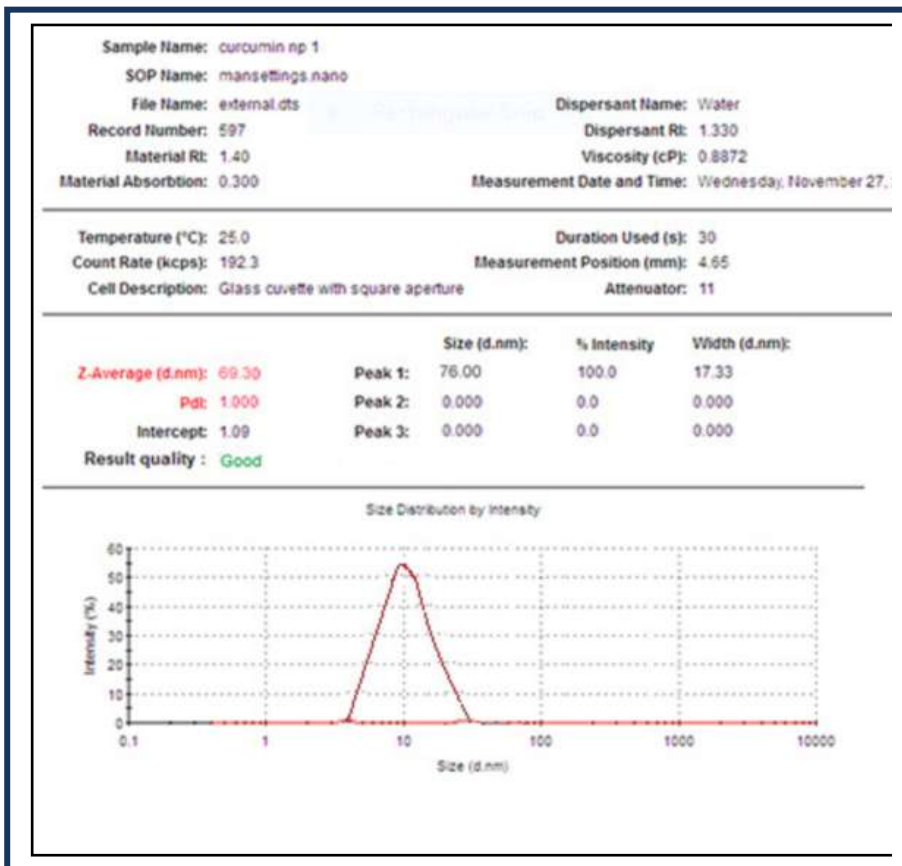 Sample Name: curcumin np 1
SOP Name: mansettings.nano
File Name: external.dts Dispersant Name: Water
Record Number: 597 Dispersant RI: 1.330
Material RI: 1.40 Viscosity (cP): 0.8872
Material Absorbtion: 0.300 Measurement Date and Time: Wednesday, November 27,
Temperature (°C): 25.0 Duration Used (s): 30
Count Rate (kcps): 192.3 Measurement Position (mm): 4.65
Cell Description: Glass cuvette with square aperture Attenuator: 11
Size (d.nm): % Intensity Width (d.nm):
Z-Average (d.nm): 69.30 Peak 1: 76.00 100.0 17.33
PdI: 1.000 Peak 2: 0.000 0.0 0.000
Intercept: 1.09 Peak 3: 0.000 0.0 0.000
Result quality : Good
Size Distribution by Intensity
Intensity (%)
60
50
40
30
20
10
0
0.1 1 10 100 1000 10000
Size (d.nm)